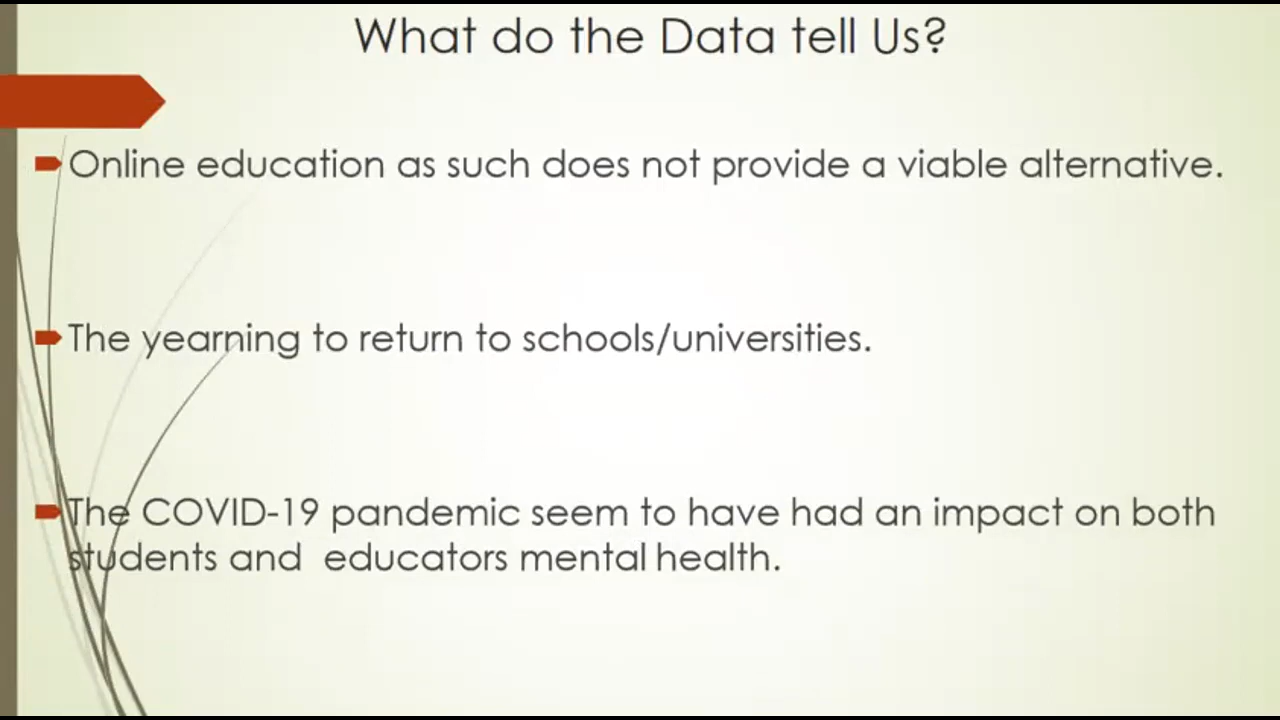 What do the Data tell Us?
Online education as such does not provide a viable alternative.
The yearning to return to schools/universities.
The COVID-19 pandemic seem to have had an impact on both
students and  educators mental health.